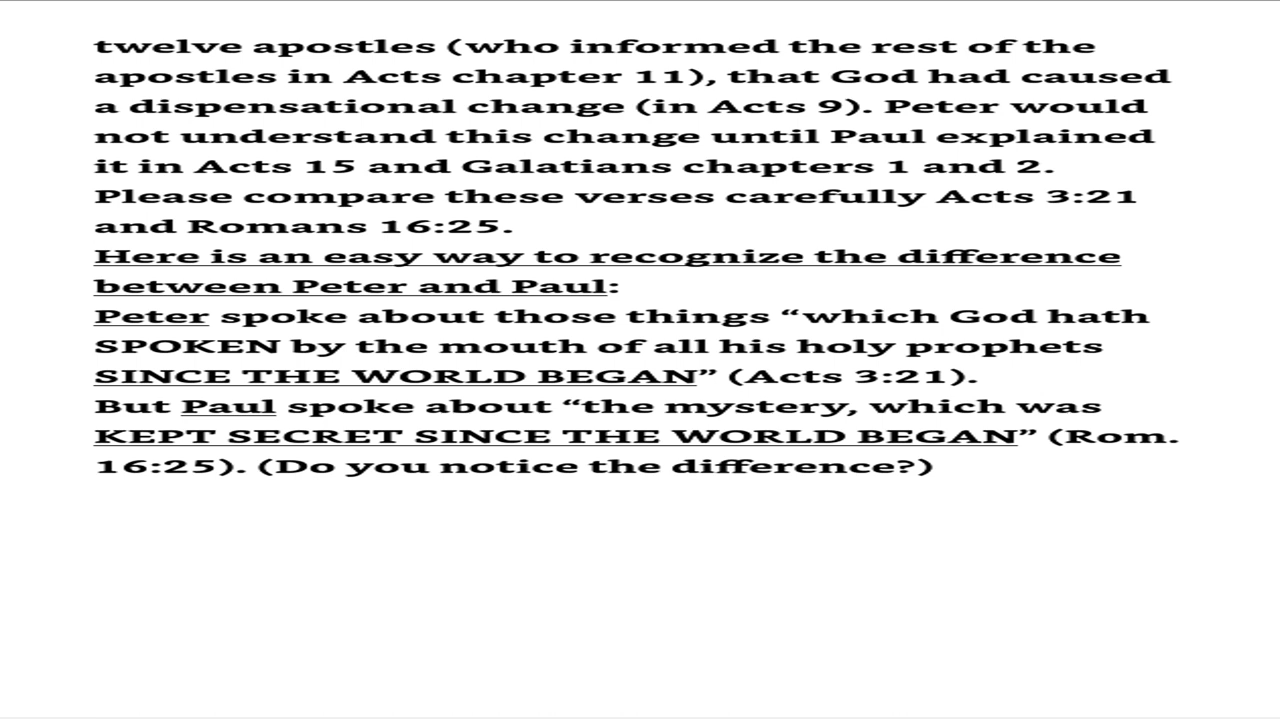 twelve apostles (who informed the rest of the
apostles in Acts chapter 11), that God had caused
a dispensational change (in Acts 9). Peter would
not understand this change until Paul explained
it in Acts 15 and Galatians chapters 1 and 2.
Please compare these verses carefully Acts 3:21
and Romans 16:25.
Here is an easy way to recognize the difference
between Peter and Paul:
Peter spoke about those things “which God hath
SPOKEN by the mouth of all his holy prophets
SINCE THE WORLD BEGAN” (Acts 3:21).
But Paul spoke about “the mystery, which was
KEPT SECRET SINCE THE WORLD BEGAN” (Rom.
16:25). (Do you notice the difference?)